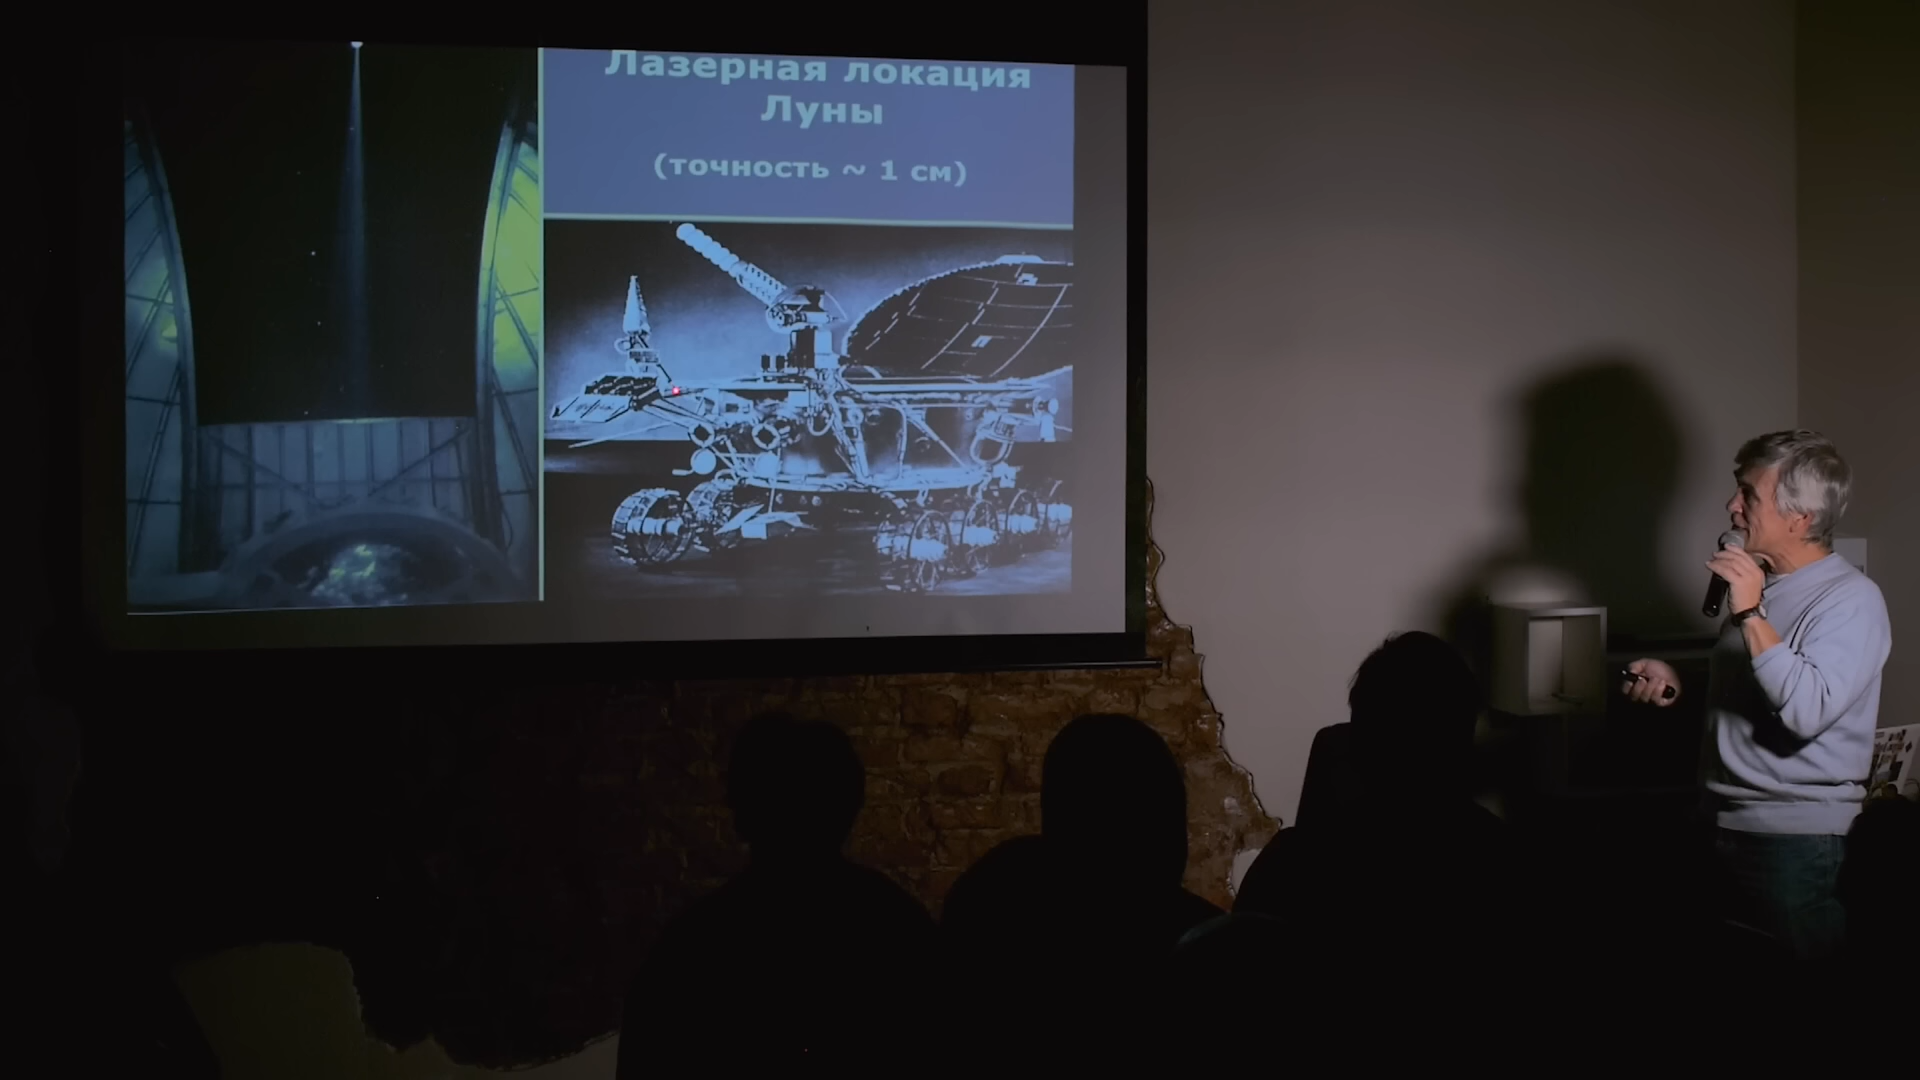 Лазерная локация
Луны
(точность ~ 1 см)